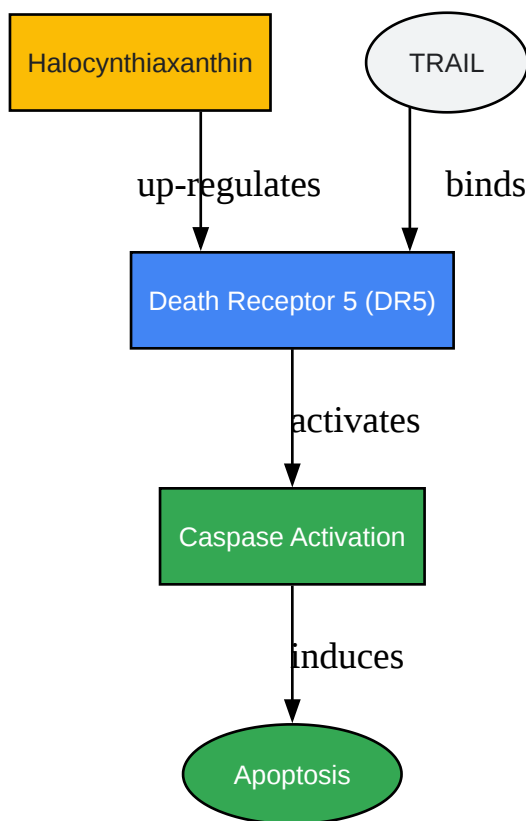 Halocynthiaxanthin
TRAIL
up-regulates
binds
Death Receptor 5 (DR5)
activates
Caspase Activation
induces
Apoptosis